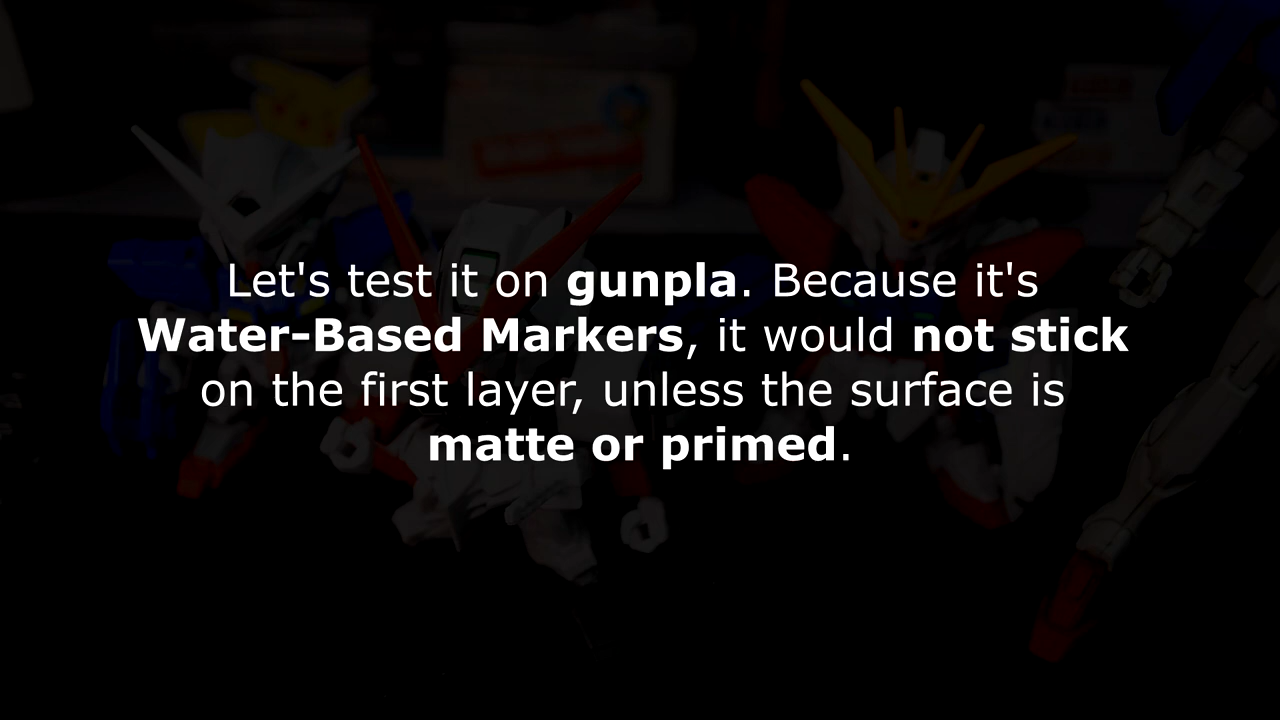 Let's test it on gunpla. Because it's
Water-Based Markers, it would not stick
on the first layer, unless the surface is
matte or primed.